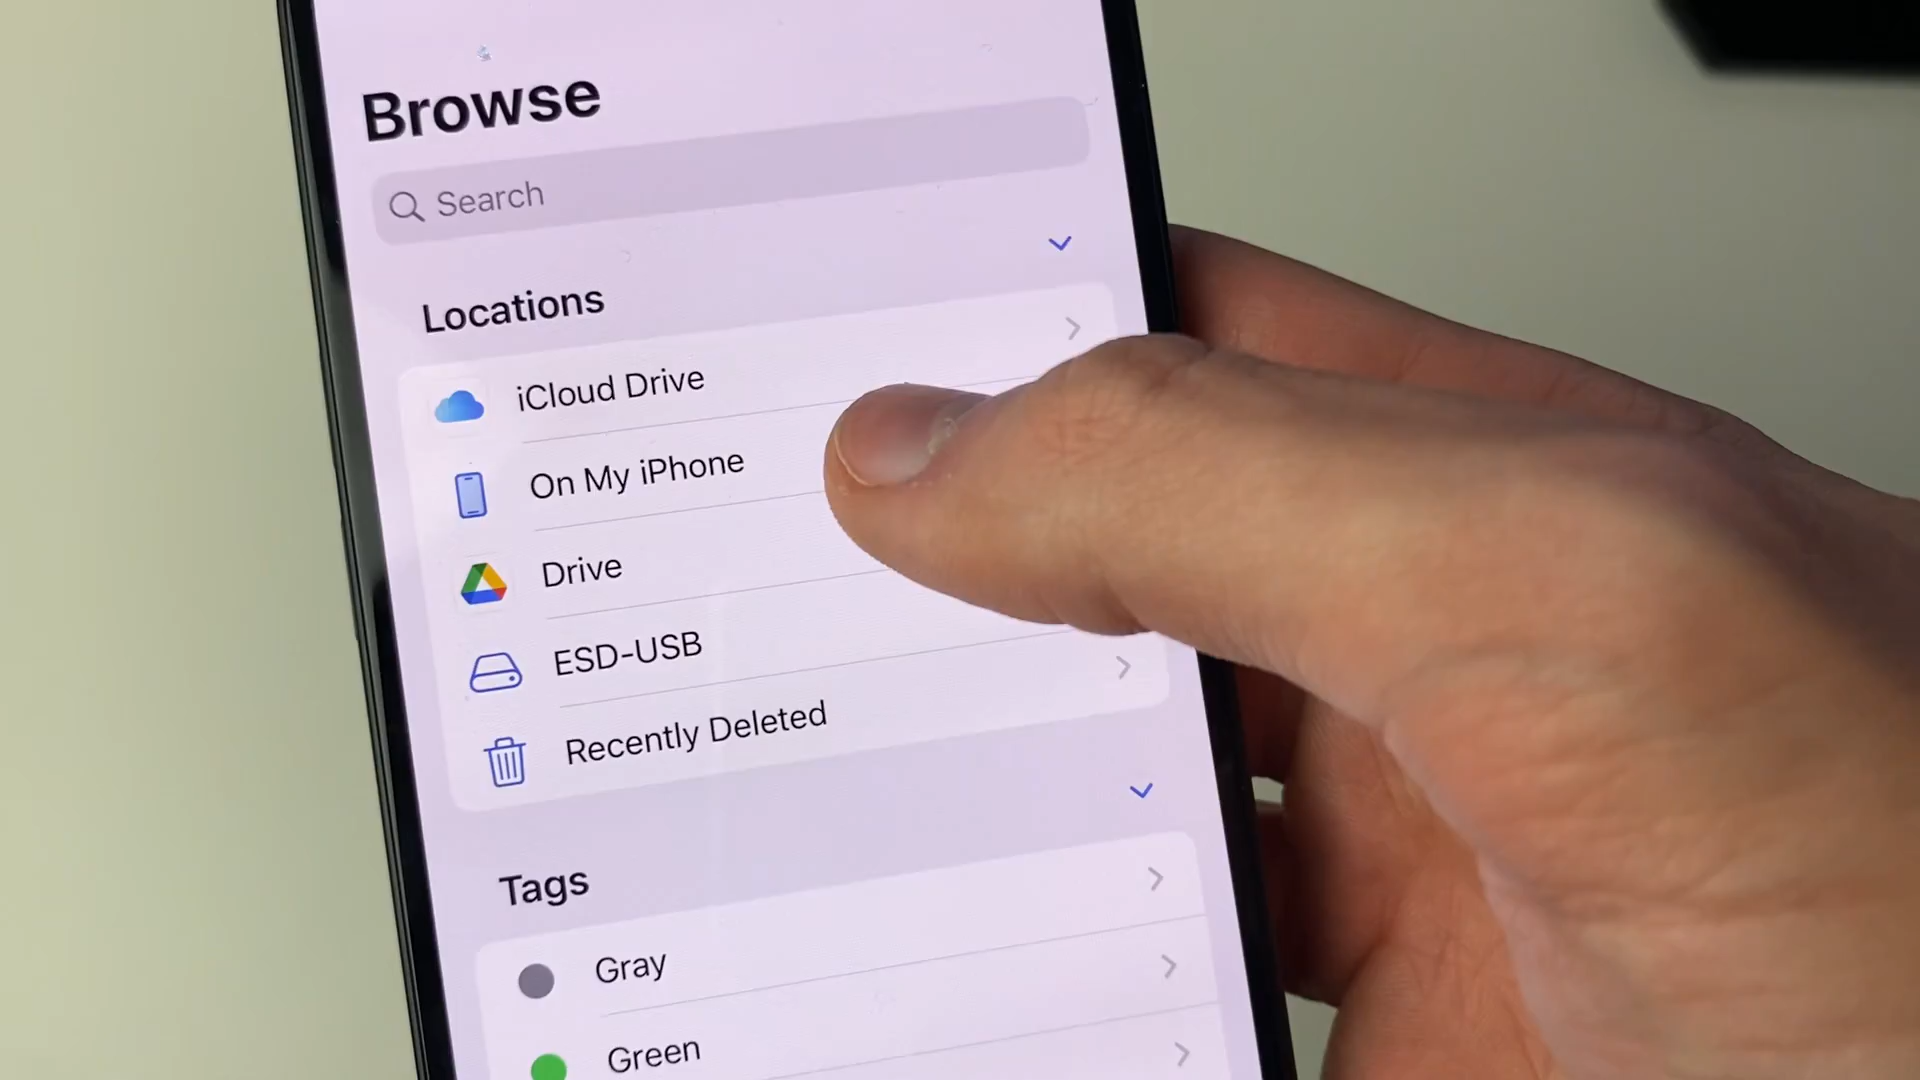 Browse
Search
Locations
iCloud Drive
On My iPhone
Drive
ESD-USB
Recently Deleted
Tags
Gray
Green